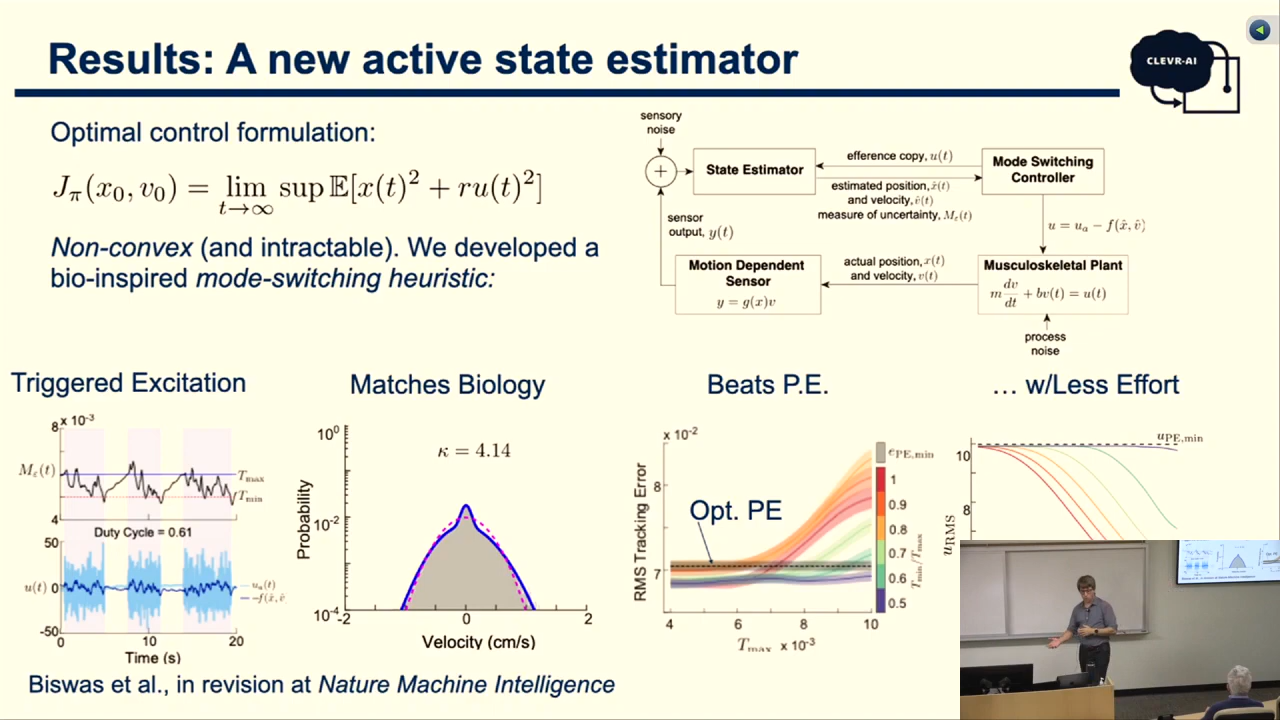 Results: A new active state estimator
CLEVR-AI
Optimal control formulation:
J_π(x_0, v_0) = lim sup_{t→∞} 𝔼[x(t)² + ru(t)²]
Non-convex (and intractable). We developed a
bio-inspired mode-switching heuristic:
sensory
noise
+
State Estimator
efference copy, u(t)
estimated position, x̂(t)
and velocity, v̂(t)
measure of uncertainty, M_ε(t)
Mode Switching
Controller
sensor
output, y(t)
u = u_a − f(x̂, v̂)
Motion Dependent
Sensor
y = g(x)v
actual position, x(t)
and velocity, v(t)
Musculoskeletal Plant
m dv/dt + bv(t) = u(t)
process
noise
Triggered Excitation
8 x 10⁻³
M_ε(t)
T_max
T_min
4
Duty Cycle = 0.61
50
u(t) 0
u_a(t)
−f(x̂, v̂
-50
0 10 20
Time (s)
Matches Biology
10⁰
κ = 4.14
Probability
10⁻²
10⁻⁴
-2 0 2
Velocity (cm/s)
Beats P.E.
x 10⁻²
RMS Tracking Error
8
7
Opt. PE
4 6 8 10
T_max x 10⁻³
e_PE,min
1
0.9
0.8
0.7
0.6
0.5
T_min/T_max
… w/Less Effort
u_PE,min
10
8
u_RMS
Biswas et al., in revision at Nature Machine Intelligence